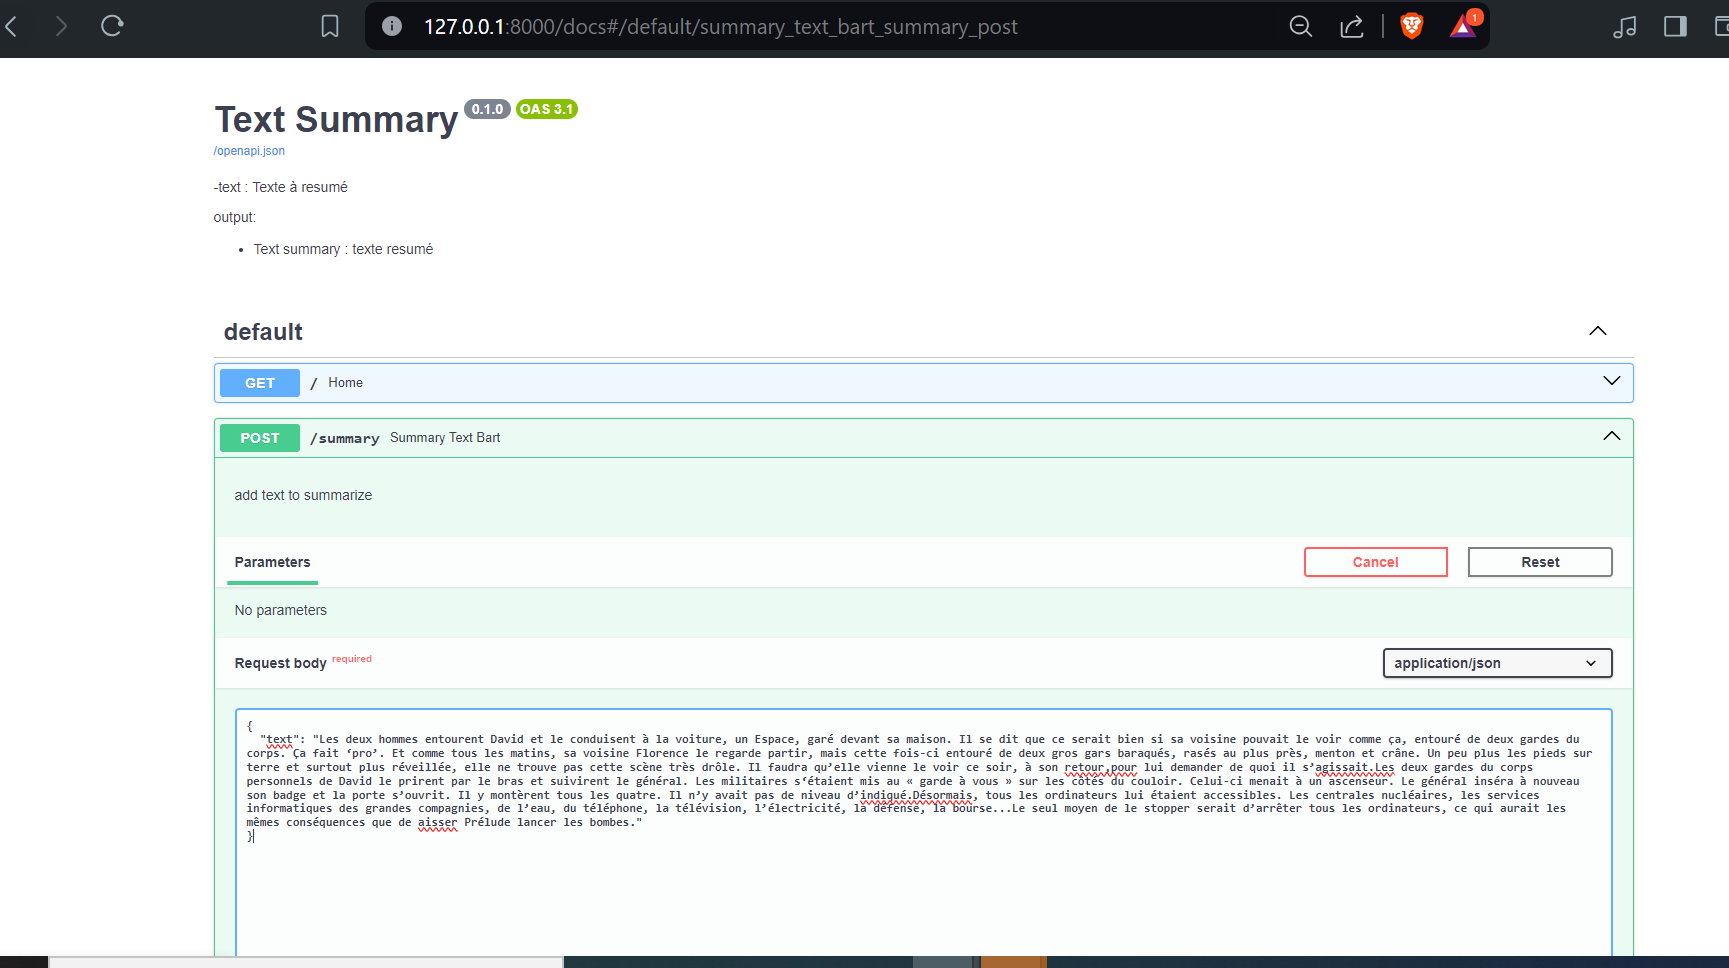 127.0.0.1:8000/docs#/default/summary_text_bart_summary_post
1
Text Summary 0.1.0 OAS 3.1
/openapi.json
-text : Texte à resumé
output:
• Text summary : texte resumé
default
GET / Home
POST /summary Summary Text Bart
add text to summarize
Parameters
Cancel
Reset
No parameters
Request body required
application/json
{
"text": "Les deux hommes entourent David et le conduisent à la voiture, un Espace, garé devant sa maison. Il se dit que ce serait bien si sa voisine pouvait le voir comme ça, entouré de deux gardes du
corps. Ça fait ‘pro’. Et comme tous les matins, sa voisine Florence le regarde partir, mais cette fois-ci entouré de deux gros gars baraqués, rasés au plus près, menton et crâne. Un peu plus les pieds sur
terre et surtout plus réveillée, elle ne trouve pas cette scène très drôle. Il faudra qu’elle vienne le voir ce soir, à son retour,pour lui demander de quoi il s’agissait.Les deux gardes du corps
personnels de David le prirent par le bras et suivirent le général. Les militaires s‘étaient mis au « garde à vous » sur les côtés du couloir. Celui-ci menait à un ascenseur. Le général inséra à nouveau
son badge et la porte s’ouvrit. Il y montèrent tous les quatre. Il n’y avait pas de niveau d’indiqué.Désormais, tous les ordinateurs lui étaient accessibles. Les centrales nucléaires, les services
informatiques des grandes compagnies, de l’eau, du téléphone, la télévision, l’électricité, la défense, la bourse...Le seul moyen de le stopper serait d’arrêter tous les ordinateurs, ce qui aurait les
mêmes conséquences que de aisser Prélude lancer les bombes."
}